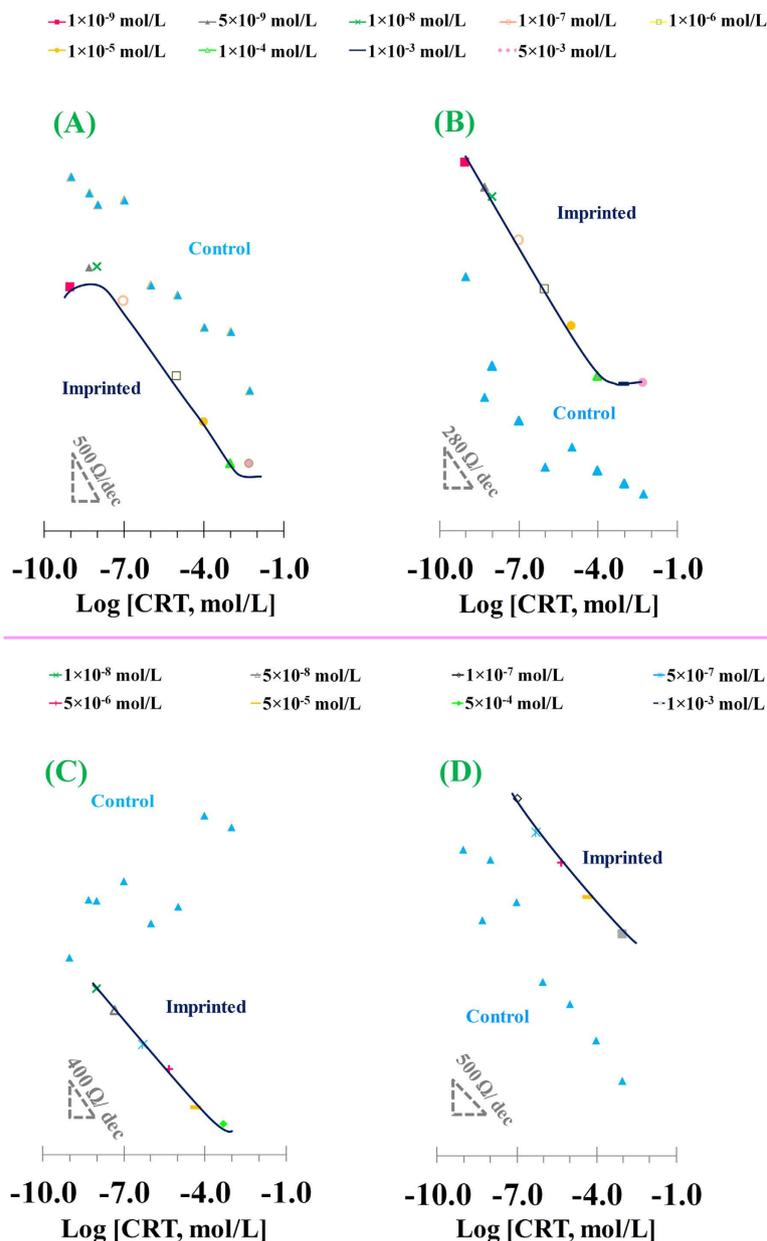 1×10-9 mol/L 5×10-9 mol/L 1×10-8 mol/L 1×10-7 mol/L 1×10-6 mol/L
1×10-5 mol/L 1×10-4 mol/L 1×10-3 mol/L 5×10-3 mol/L
(A)
Control
Imprinted
500 Ω/dec
-10.0 -7.0 -4.0 -1.0
Log [CRT, mol/L]
(B)
Imprinted
Control
280Ω/dec
-10.0 -7.0 -4.0 -1.0
Log [CRT, mol/L]
1×10-8 mol/L 5×10-8 mol/L 1×10-7 mol/L 5×10-7 mol/L
5×10-6 mol/L 5×10-5 mol/L 5×10-4 mol/L 1×10-3 mol/L
(C)
Control
Imprinted
400 Ω/ dec
-10.0 -7.0 -4.0 -1.0
Log [CRT, mol/L]
(D)
Imprinted
Control
500 Ω/ dec
-10.0 -7.0 -4.0 -1.0
Log [CRT, mol/L]